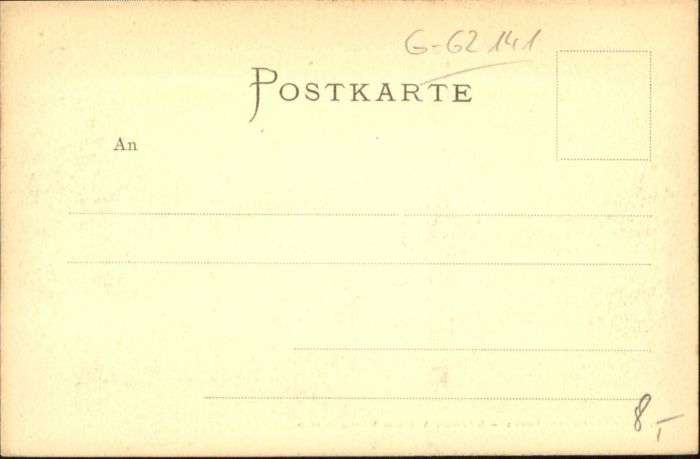 G-62141
POSTKARTE
An
8,-